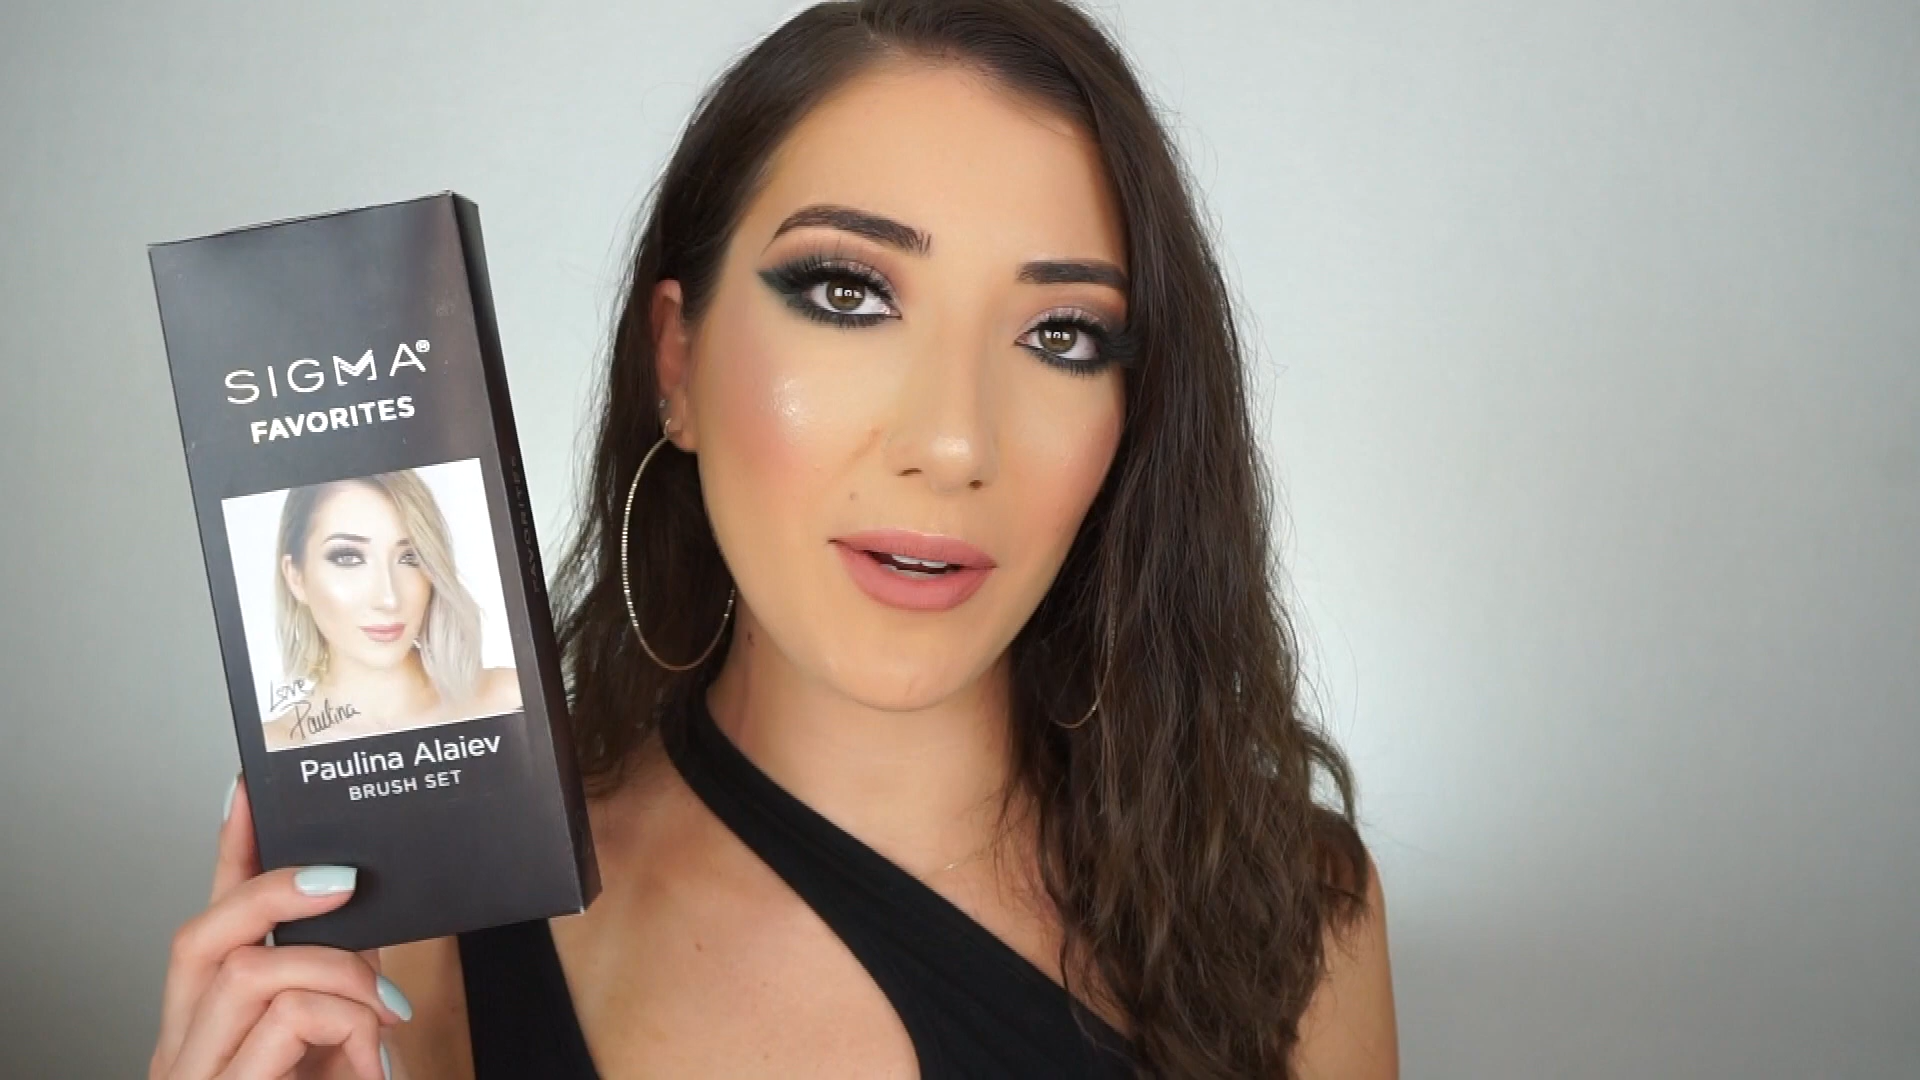 SIGMA®
FAVORITES
Love
Paulina
Paulina Alaiev
BRUSH SET
FAVORITES